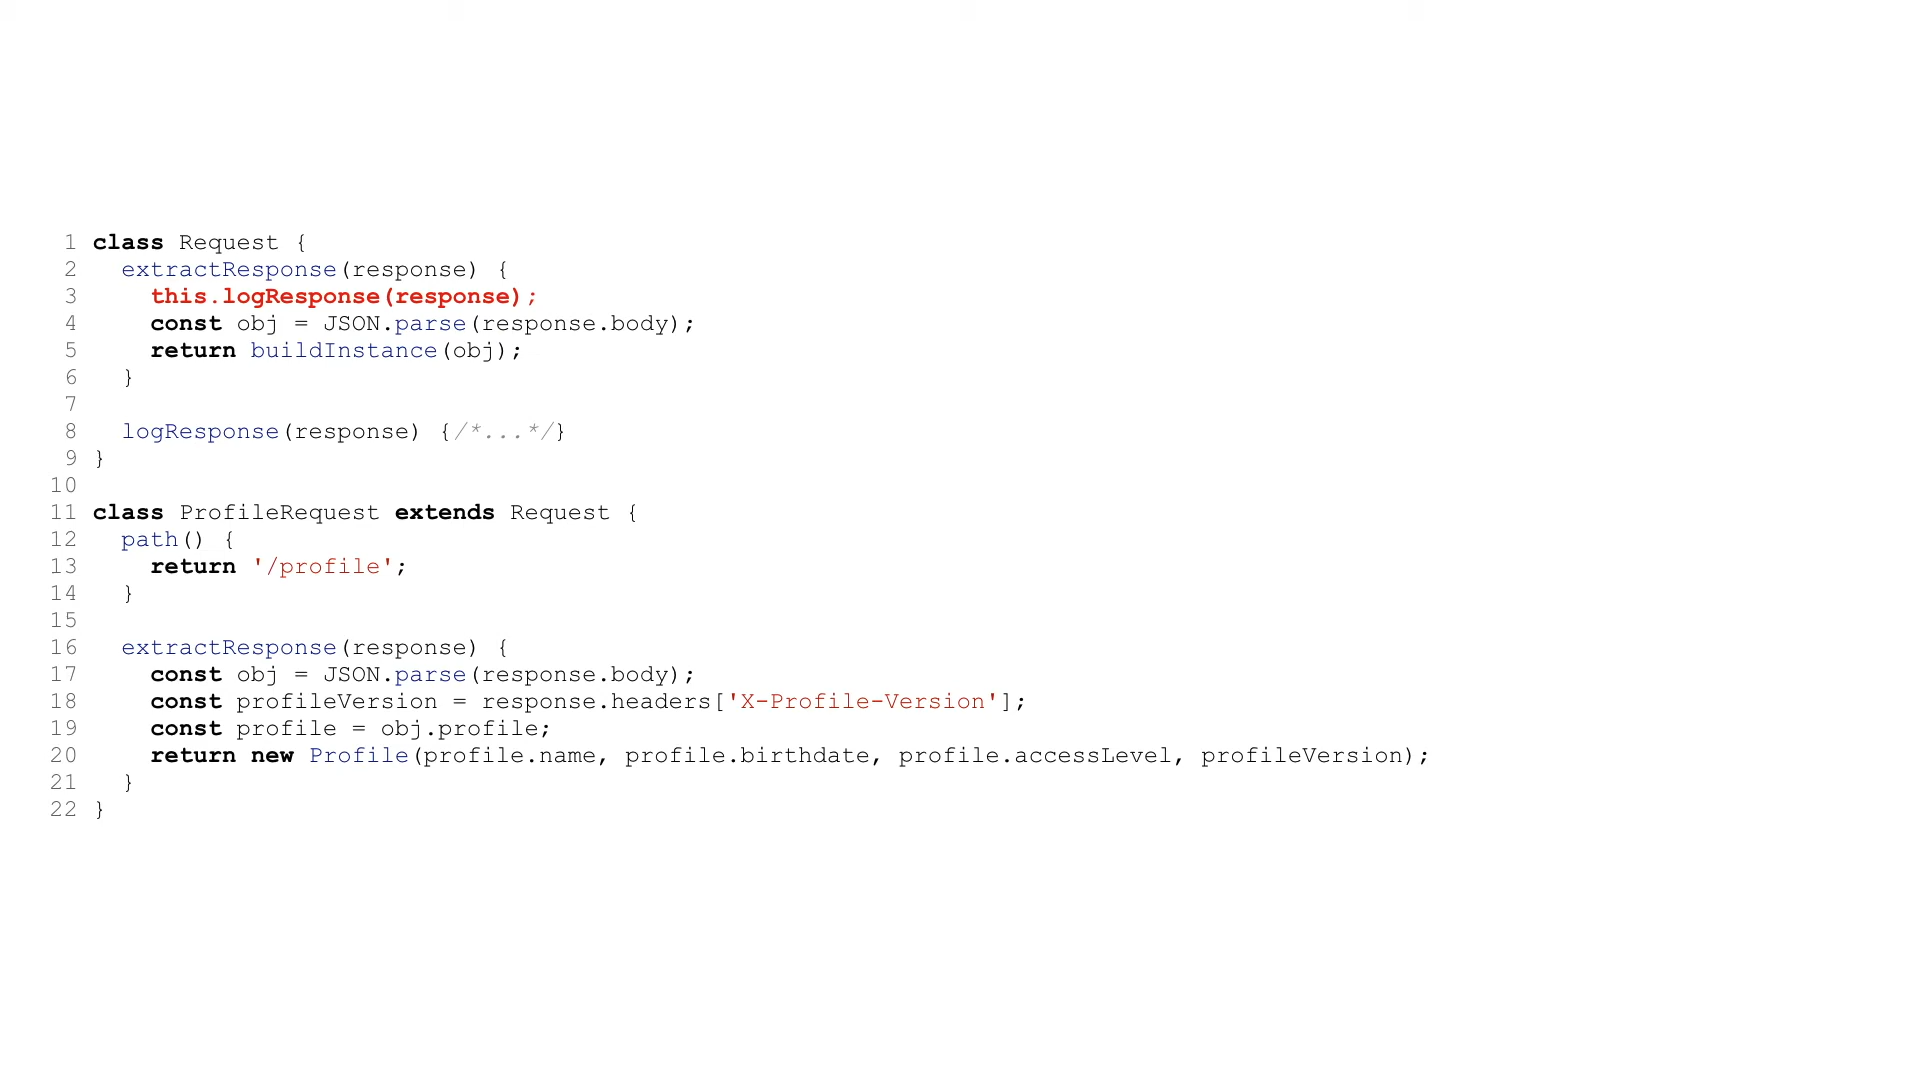 1 class Request {
2   extractResponse(response) {
3     this.logResponse(response);
4     const obj = JSON.parse(response.body);
5     return buildInstance(obj);
6   }
7
8   logResponse(response) {/*...*/}
9 }
10
11 class ProfileRequest extends Request {
12   path() {
13     return '/profile';
14   }
15
16   extractResponse(response) {
17     const obj = JSON.parse(response.body);
18     const profileVersion = response.headers['X-Profile-Version'];
19     const profile = obj.profile;
20     return new Profile(profile.name, profile.birthdate, profile.accessLevel, profileVersion);
21   }
22 }